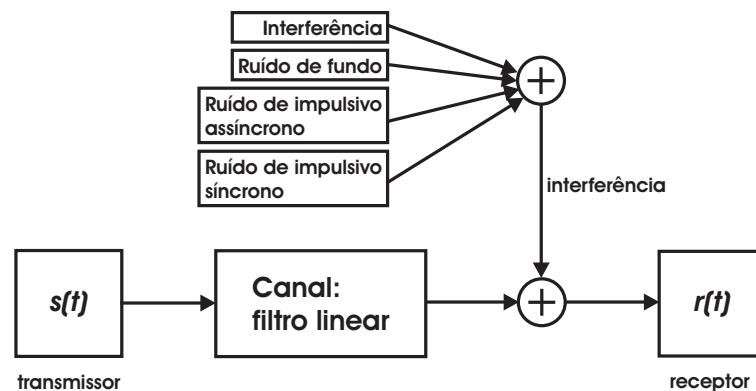 Interferência
Ruído de fundo
Ruído de impulsivo
assíncrono
Ruído de impulsivo
síncrono
interferência
s(t)
Canal:
filtro linear
r(t)
transmissor
receptor